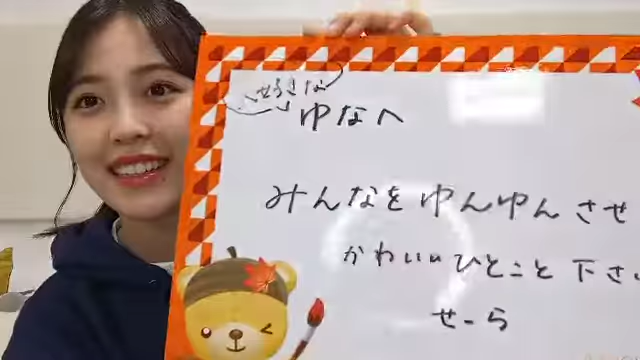 せらきな
ゆなへ
みんなをゆんゆんさせ
かわいいひとこと下さい
せーら